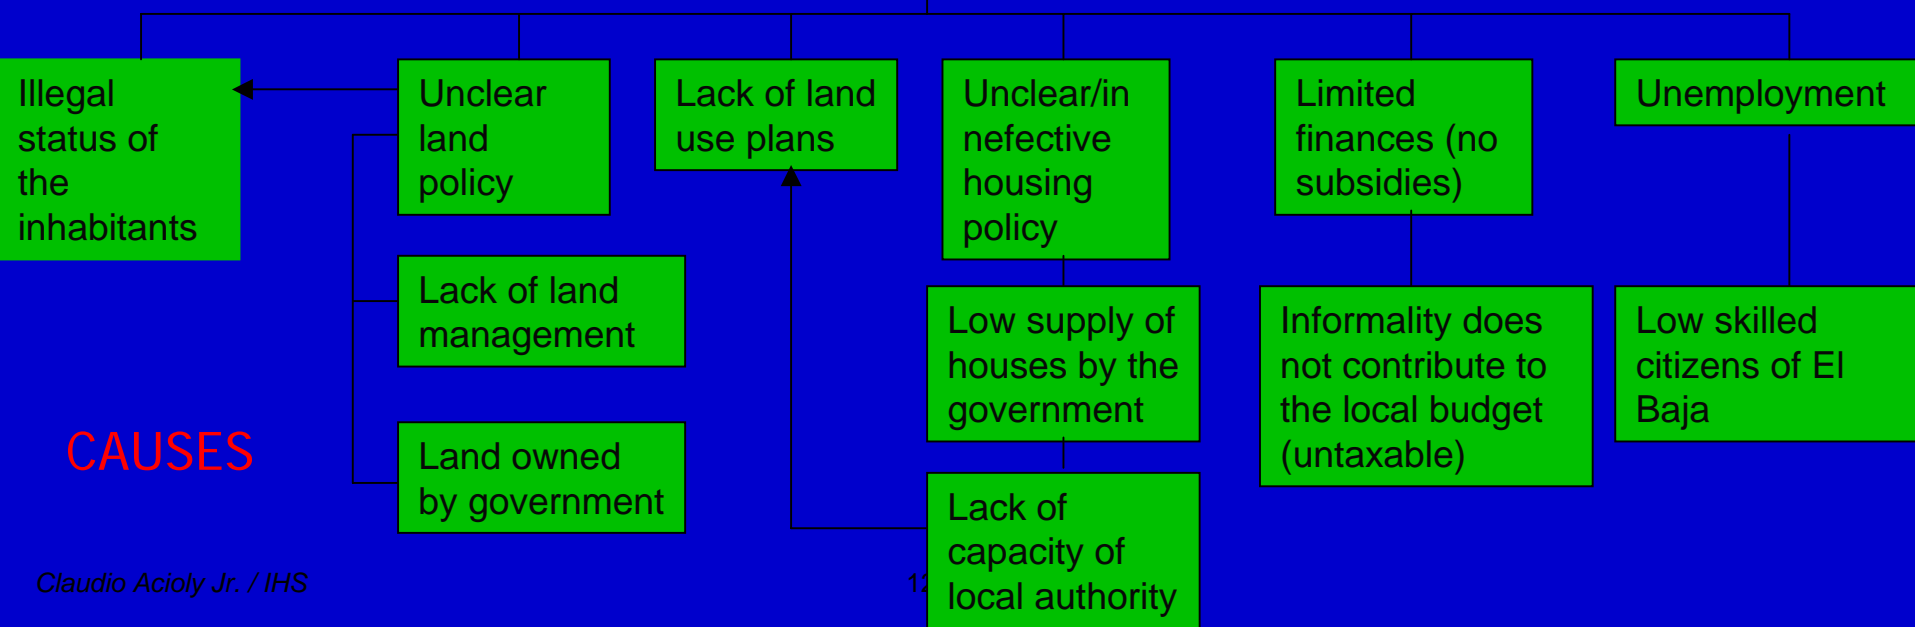 Illegal
status of
the
inhabitants
Unclear
land
policy
Lack of land
use plans
Unclear/in
nefective
housing
policy
Limited
finances (no
subsidies)
Unemployment
Lack of land
management
Low supply of
houses by the
government
Informality does
not contribute to
the local budget
(untaxable)
Low skilled
citizens of El
Baja
CAUSES
Land owned
by government
Lack of
capacity of
local authority
Claudio Acioly Jr. / IHS